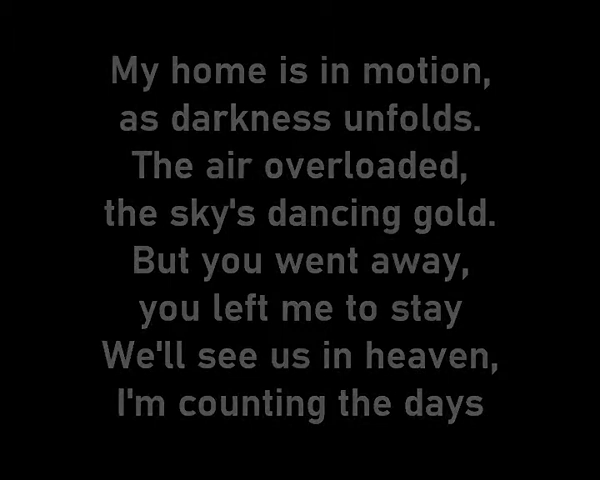 My home is in motion,
as darkness unfolds.
The air overloaded,
the sky's dancing gold.
But you went away,
you left me to stay
We'll see us in heaven,
I'm counting the days